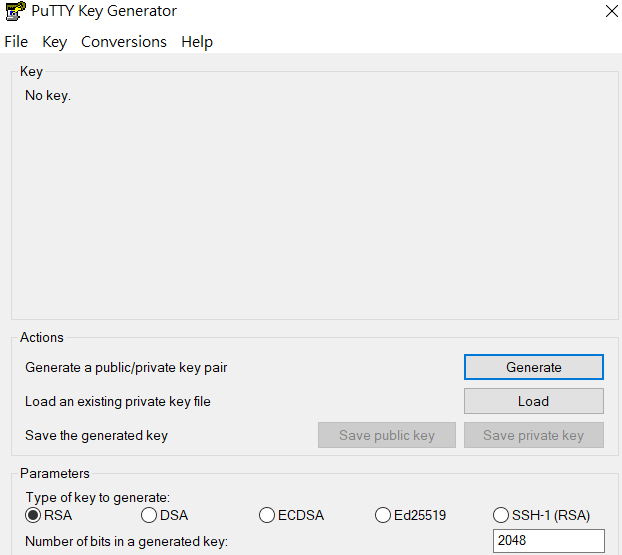 PuTTY Key Generator
File Key Conversions Help
Key
No key.
Actions
Generate a public/private key pair Generate
Load an existing private key file Load
Save the generated key Save public key Save private key
Parameters
Type of key to generate:
RSA DSA ECDSA Ed25519 SSH-1 (RSA)
Number of bits in a generated key: 2048